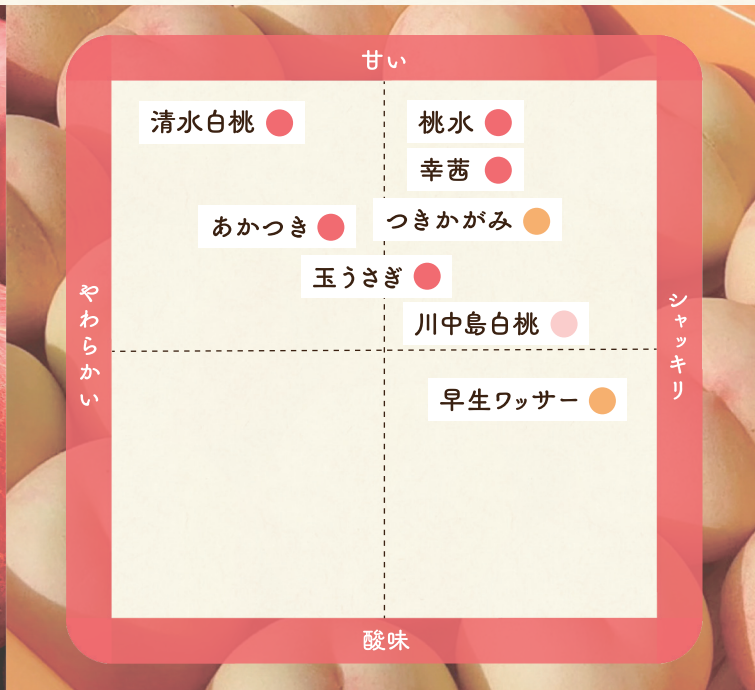 甘い
清水白桃
桃水
幸茜
あかつき
つきかがみ
玉うさぎ
川中島白桃
やわらかい
シャッキリ
早生ワッサー
酸味